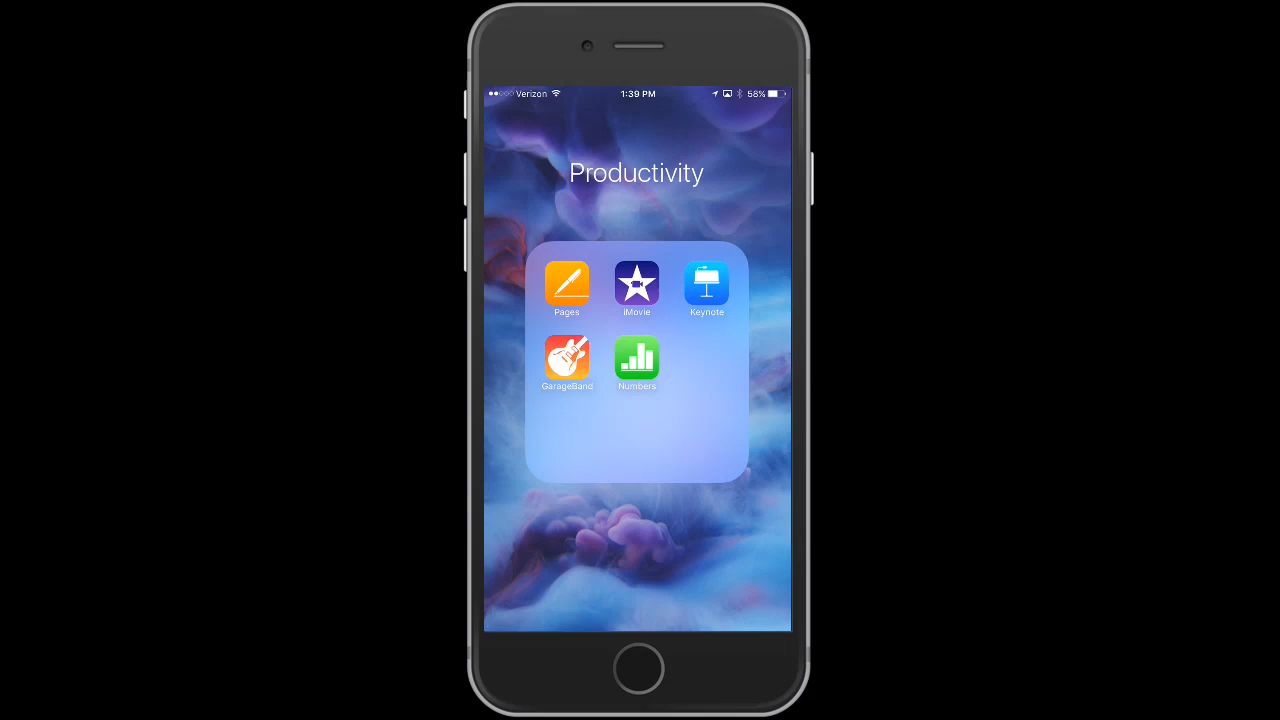 Verizon 1:39 PM 58%
Productivity
Pages iMovie Keynote
GarageBand Numbers